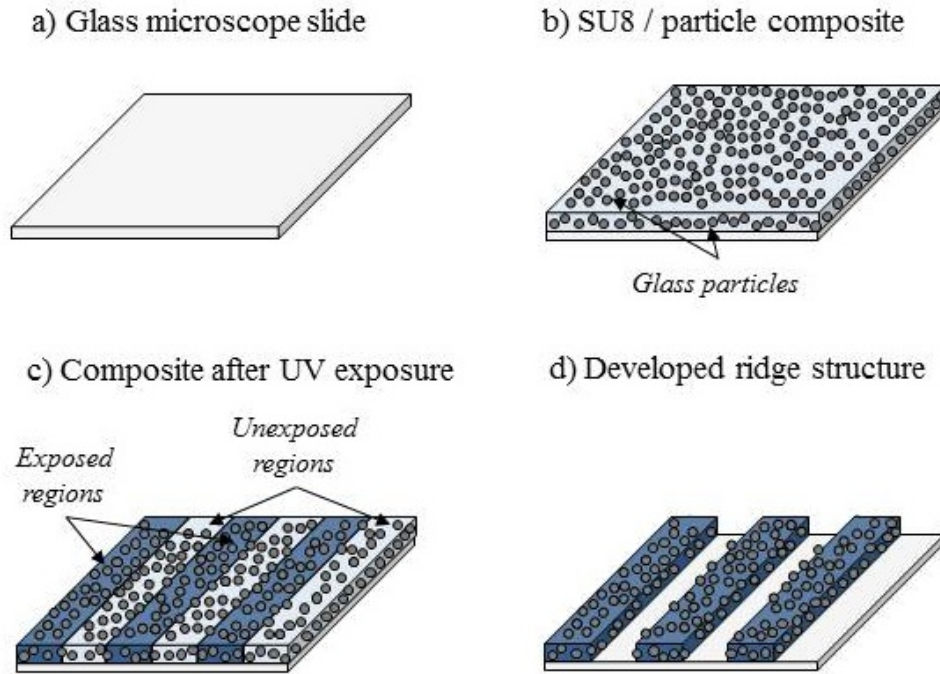 a) Glass microscope slide
b) SU8 / particle composite
Glass particles
c) Composite after UV exposure
Exposed
regions
Unexposed
regions
d) Developed ridge structure